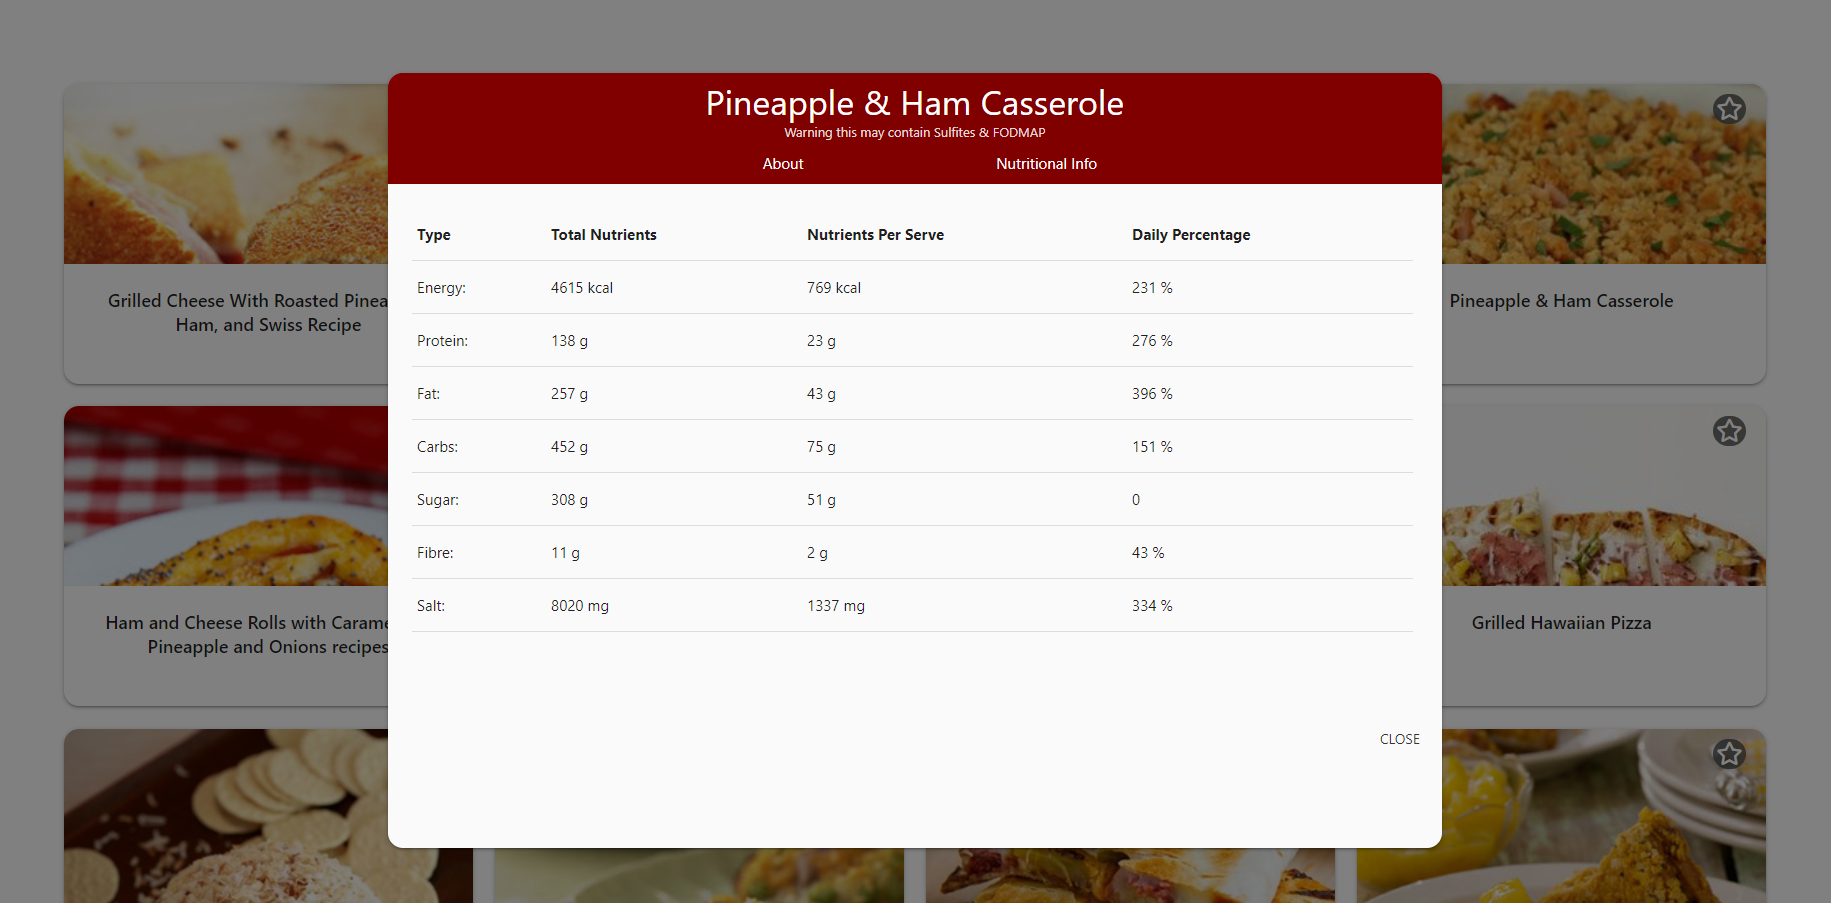 Pineapple & Ham Casserole
Warning this may contain Sulfites & FODMAP
About Nutritional Info
Type Total Nutrients Nutrients Per Serve Daily Percentage
Energy: 4615 kcal 769 kcal 231 %
Protein: 138 g 23 g 276 %
Fat: 257 g 43 g 396 %
Carbs: 452 g 75 g 151 %
Sugar: 308 g 51 g 0
Fibre: 11 g 2 g 43 %
Salt: 8020 mg 1337 mg 334 %
CLOSE
Grilled Cheese With Roasted Pinea
Ham, and Swiss Recipe
Pineapple & Ham Casserole
Ham and Cheese Rolls with Carame
Pineapple and Onions recipes
Grilled Hawaiian Pizza